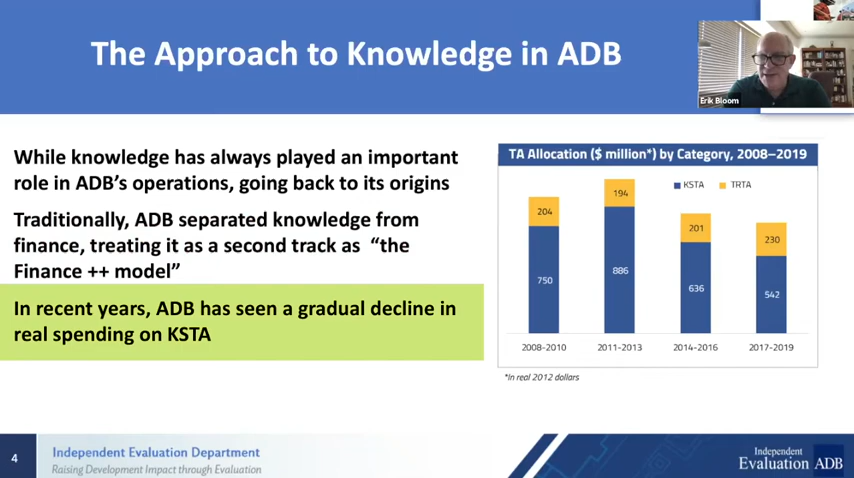 The Approach to Knowledge in ADB
Erik Bloom
While knowledge has always played an important
role in ADB's operations, going back to its origins
Traditionally, ADB separated knowledge from
finance, treating it as a second track as "the
Finance ++ model"
In recent years, ADB has seen a gradual decline in
real spending on KSTA
TA Allocation ($ million*) by Category, 2008–2019
KSTA TRTA
204 194 201 230
750 886 636 542
2008-2010 2011-2013 2014-2016 2017-2019
*In real 2012 dollars
4
Independent Evaluation Department
Raising Development Impact through Evaluation
Independent
Evaluation ADB